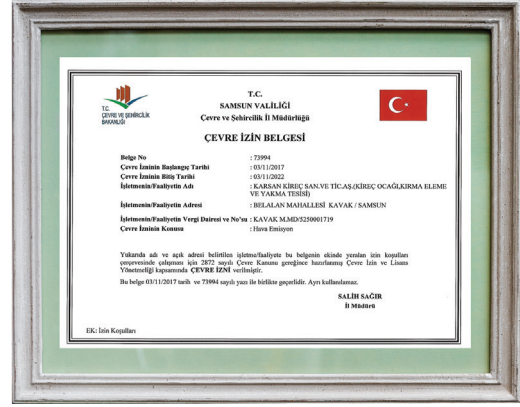 T.C.
ÇEVRE VE ŞEHİRCİLİK
BAKANLIĞI
T.C.
SAMSUN VALİLİĞİ
Çevre ve Şehircilik İl Müdürlüğü
ÇEVRE İZİN BELGESİ
Belge No : 73994
Çevre İzninin Başlangıç Tarihi : 03/11/2017
Çevre İzninin Bitiş Tarihi : 03/11/2022
İşletmenin/Faaliyetin Adı : KARSAN KİREÇ SAN.VE TİC.AŞ.(KİREÇ OCAĞI,KIRMA ELEME
VE YAKMA TESİSİ)
İşletmenin/Faaliyetin Adresi : BELALAN MAHALLESİ KAVAK / SAMSUN
İşletmenin/Faaliyetin Vergi Dairesi ve No'su : KAVAK M.MD/5250001719
Çevre İzninin Konusu : Hava Emisyon
Yukarıda adı ve açık adresi belirtilen işletme/faaliyete bu belgenin ekinde yeralan izin koşulları
çerçevesinde çalışması için 2872 sayılı Çevre Kanunu gereğince hazırlanmış Çevre İzin ve Lisans
Yönetmeliği kapsamında ÇEVRE İZNİ verilmiştir.
Bu belge 03/11/2017 tarih ve 73994 sayılı yazı ile birlikte geçerlidir. Ayrı kullanılamaz.
SALİH SAĞIR
İl Müdürü
EK: İzin Koşulları